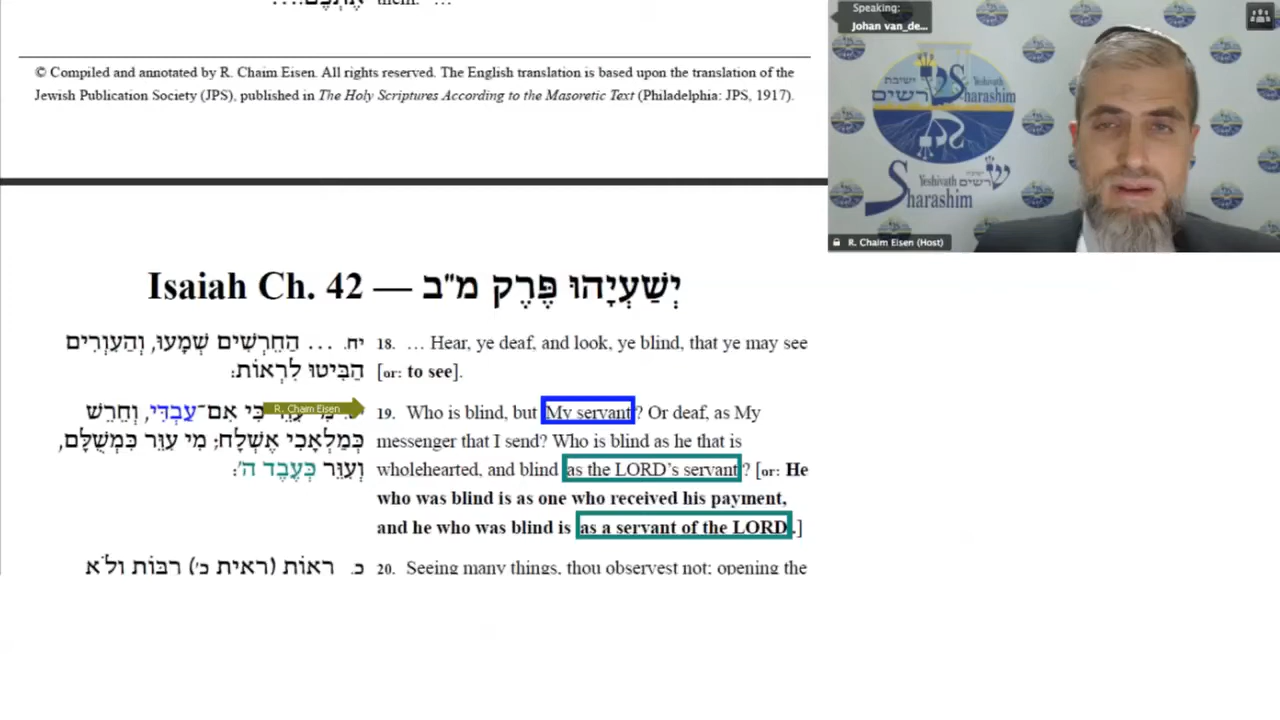 אֶתְכֶם.…
them." …
© Compiled and annotated by R. Chaim Eisen. All rights reserved. The English translation is based upon the translation of the
Jewish Publication Society (JPS), published in The Holy Scriptures According to the Masoretic Text (Philadelphia: JPS, 1917).
Isaiah Ch. 42 — יְשַׁעְיָהוּ פֶּרֶק מ"ב
יח. … הַחֵרְשִׁים שְׁמָעוּ, וְהַעִוְרִים
הַבִּיטוּ לִרְאוֹת:
18. … Hear, ye deaf, and look, ye blind, that ye may see
[or: to see].
כִּי אִם־עַבְדִּי, וְחֵרֵשׁ
כְּמַלְאָכִי אֶשְׁלָח; מִי עִוֵּר כִּמְשֻׁלָּם,
וְעִוֵּר כְּעֶבֶד ה':
R. Chaim Eisen
19. Who is blind, but My servant? Or deaf, as My
messenger that I send? Who is blind as he that is
wholehearted, and blind as the LORD's servant? [or: He
who was blind is as one who received his payment,
and he who was blind is as a servant of the LORD.]
כ. ראוֹת (ראית כ') רַבּוֹת וְלֹא
20. Seeing many things, thou observest not; opening the
Speaking:
Johan van_de...
ישיבת
שרשים
Sharashim
Yeshivath
ישיבת
שרשים
Sharashim
R. Chaim Eisen (Host)